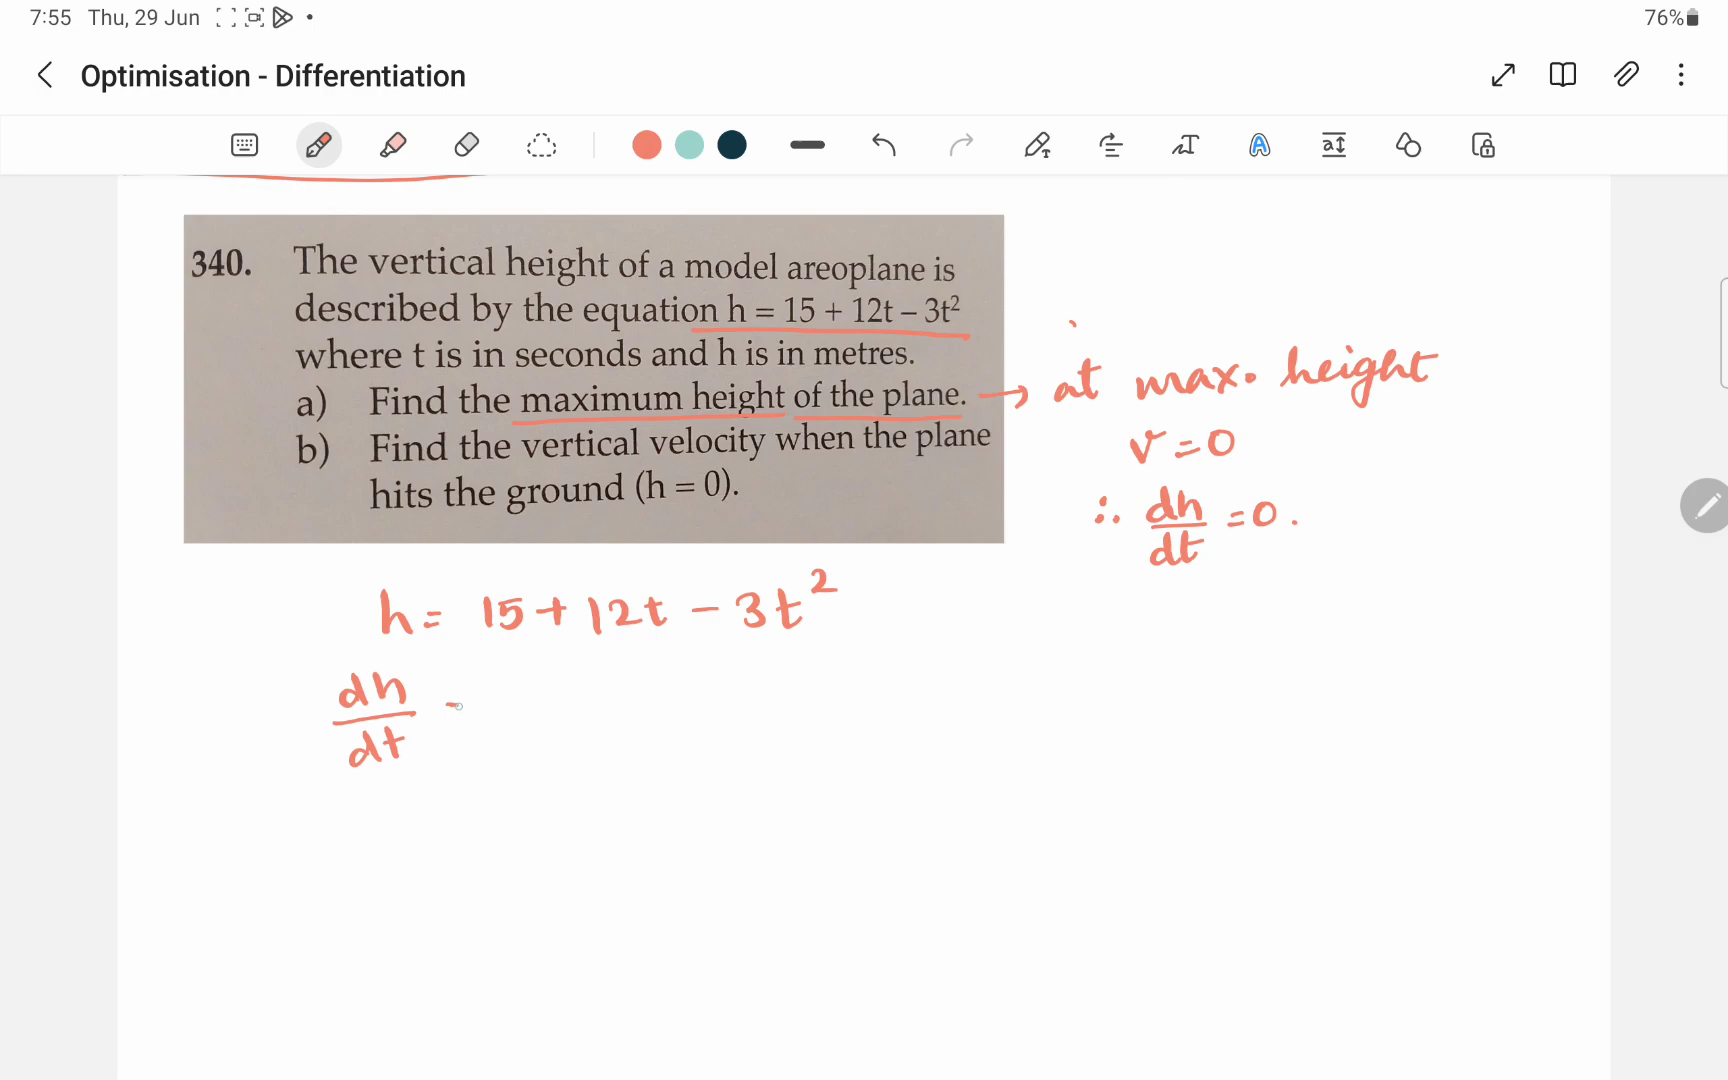 7:55 Thu, 29 Jun
76%
Optimisation - Differentiation
340. The vertical height of a model areoplane is
described by the equation h = 15 + 12t – 3t²
where t is in seconds and h is in metres.
a) Find the maximum height of the plane.
b) Find the vertical velocity when the plane
hits the ground (h = 0).
→ at max. height
v = 0
∴ dh/dt = 0.
h = 15 + 12t − 3t²
dh/dt -